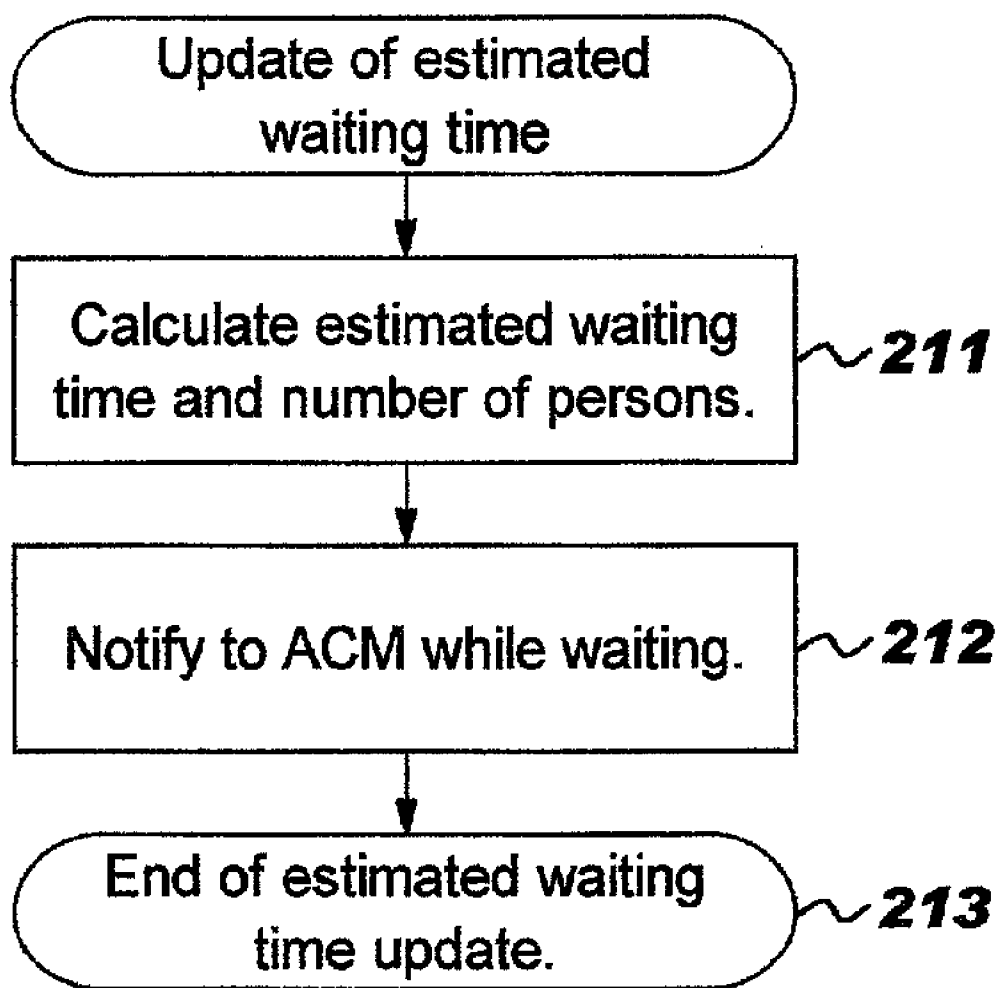 Update of estimated
waiting time
Calculate estimated waiting
time and number of persons.
211
Notify to ACM while waiting.
212
End of estimated waiting
time update.
213